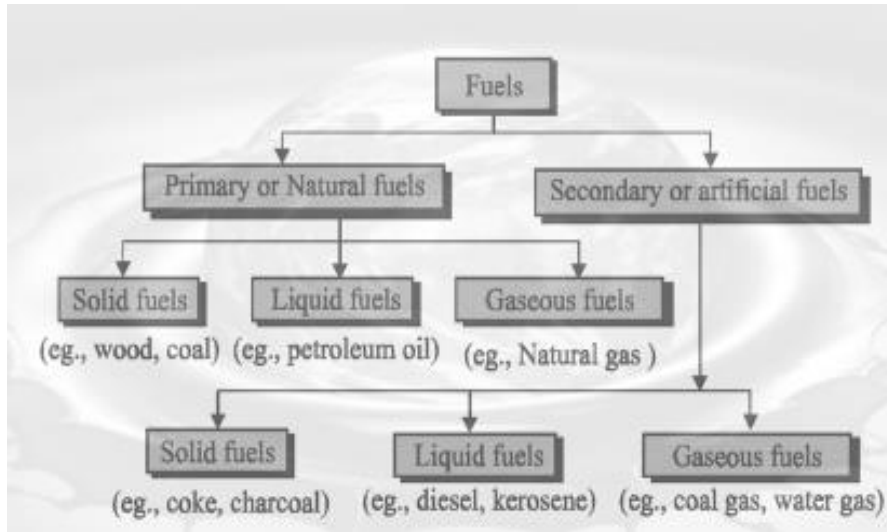 Fuels
Primary or Natural fuels
Secondary or artificial fuels
Solid fuels
Liquid fuels
Gaseous fuels
(eg., wood, coal)
(eg., petroleum oil)
(eg., Natural gas )
Solid fuels
Liquid fuels
Gaseous fuels
(eg., coke, charcoal)
(eg., diesel, kerosene)
(eg., coal gas, water gas)